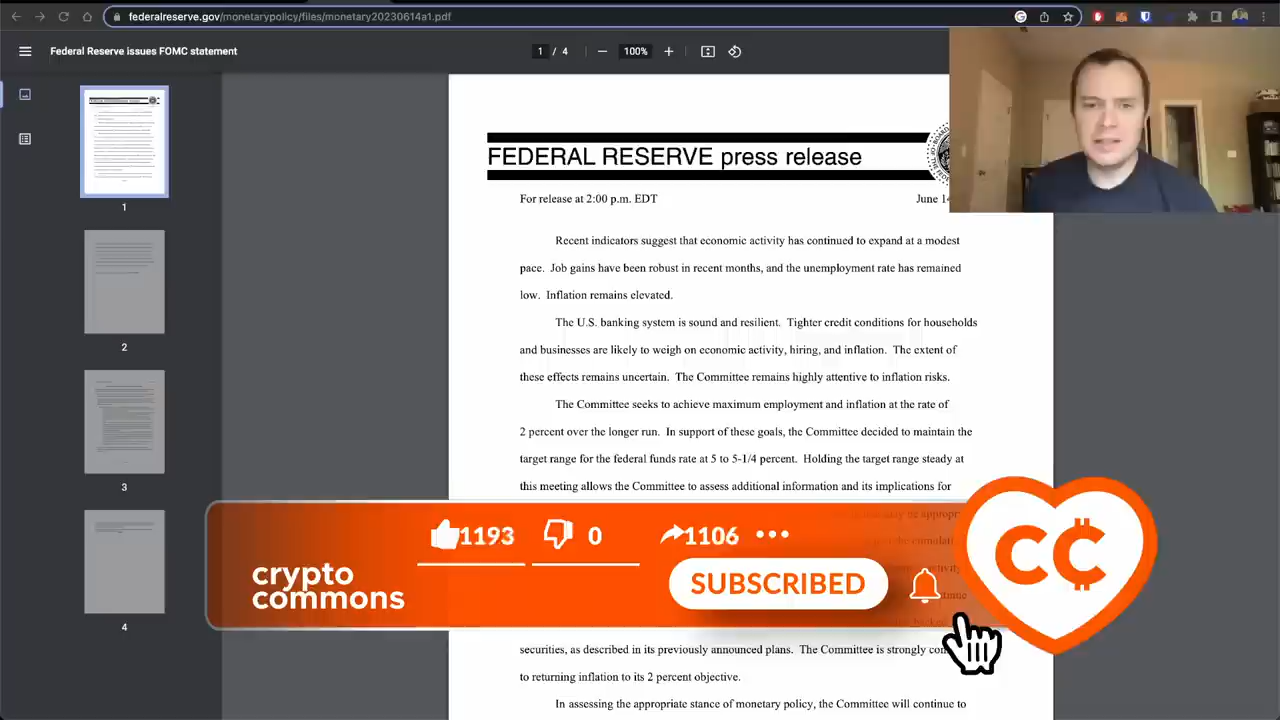 federalreserve.gov/monetarypolicy/files/monetary20230614a1.pdf
Federal Reserve issues FOMC statement
1 / 4
100%
FEDERAL RESERVE press release
For release at 2:00 p.m. EDT
June 14
Recent indicators suggest that economic activity has continued to expand at a modest
pace. Job gains have been robust in recent months, and the unemployment rate has remained
low. Inflation remains elevated.
The U.S. banking system is sound and resilient. Tighter credit conditions for households
and businesses are likely to weigh on economic activity, hiring, and inflation. The extent of
these effects remains uncertain. The Committee remains highly attentive to inflation risks.
The Committee seeks to achieve maximum employment and inflation at the rate of
2 percent over the longer run. In support of these goals, the Committee decided to maintain the
target range for the federal funds rate at 5 to 5-1/4 percent. Holding the target range steady at
this meeting allows the Committee to assess additional information and its implications for
securities, as described in its previously announced plans. The Committee is strongly
to returning inflation to its 2 percent objective.
In assessing the appropriate stance of monetary policy, the Committee will continue to
1
2
3
4
crypto
commons
1193
0
1106
SUBSCRIBED
CC